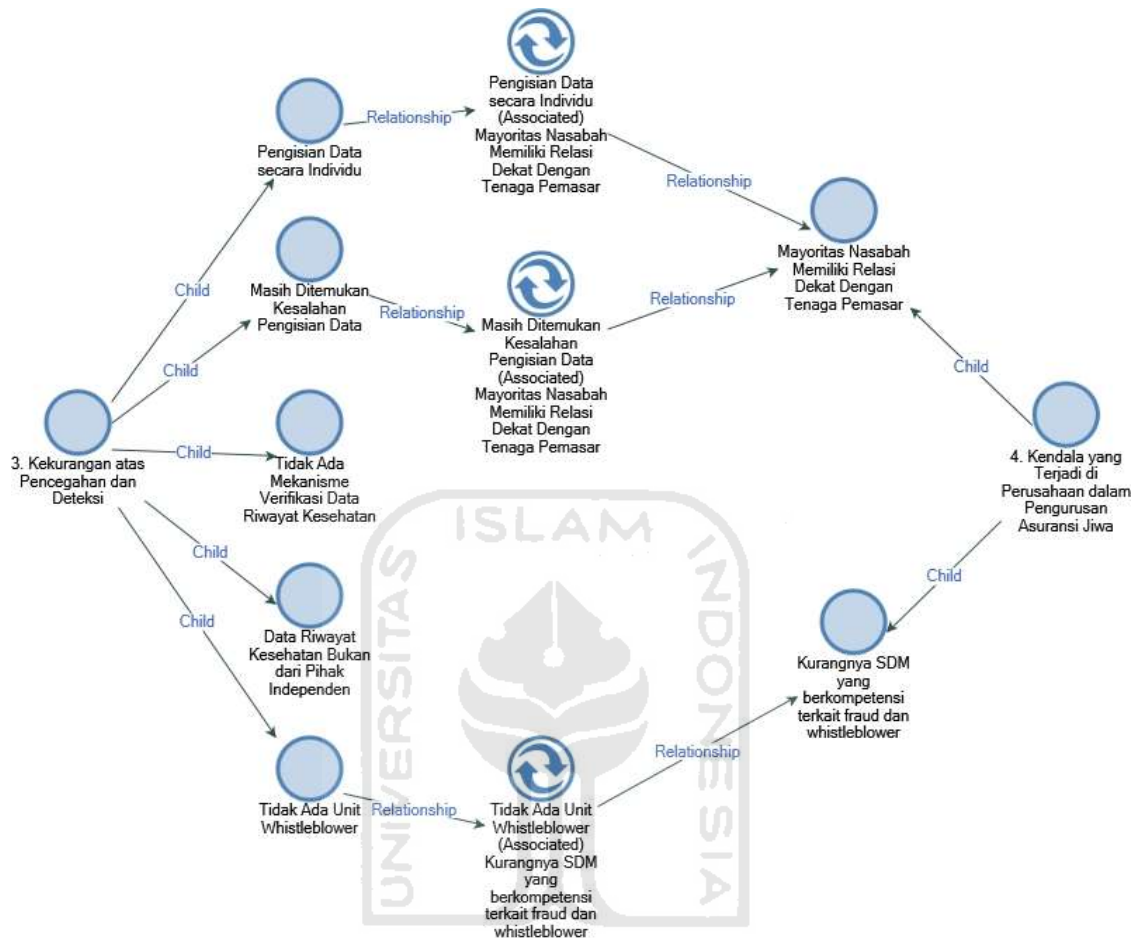 Pengisian Data
secara Individu
(Associated)
Mayoritas Nasabah
Memiliki Relasi
Dekat Dengan
Tenaga Pemasar
Relationship
Pengisian Data
secara Individu
Relationship
Mayoritas Nasabah
Memiliki Relasi
Dekat Dengan
Tenaga Pemasar
Child
Masih Ditemukan
Kesalahan
Pengisian Data
Relationship
Masih Ditemukan
Kesalahan
Pengisian Data
(Associated)
Mayoritas Nasabah
Memiliki Relasi
Dekat Dengan
Tenaga Pemasar
Relationship
Child
Child
3. Kekurangan atas
Pencegahan dan
Deteksi
Child
Tidak Ada
Mekanisme
Verifikasi Data
Riwayat Kesehatan
4. Kendala yang
Terjadi di
Perusahaan dalam
Pengurusan
Asuransi Jiwa
Child
Child
Child
Data Riwayat
Kesehatan Bukan
dari Pihak
Independen
Kurangnya SDM
yang
berkompetensi
terkait fraud dan
whistleblower
Tidak Ada Unit
Whistleblower
Relationship
Tidak Ada Unit
Whistleblower
(Associated)
Kurangnya SDM
yang
berkompetensi
terkait fraud dan
whistleblower
Relationship
UNIVERSITAS
ISLAM
INDONESIA